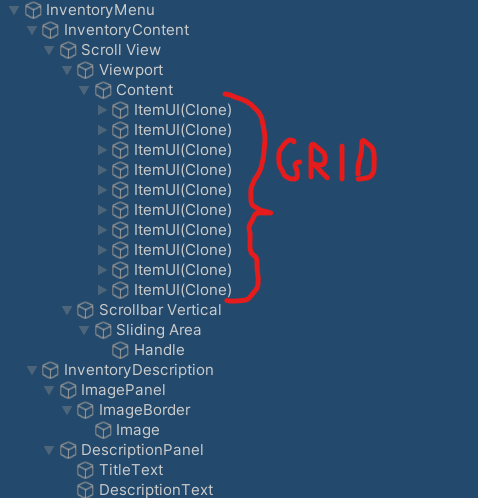 InventoryMenu
InventoryContent
Scroll View
Viewport
Content
ItemUI(Clone)
ItemUI(Clone)
ItemUI(Clone)
ItemUI(Clone)
GRID
ItemUI(Clone)
ItemUI(Clone)
ItemUI(Clone)
ItemUI(Clone)
ItemUI(Clone)
ItemUI(Clone)
Scrollbar Vertical
Sliding Area
Handle
InventoryDescription
ImagePanel
ImageBorder
Image
DescriptionPanel
TitleText
DescriptionText